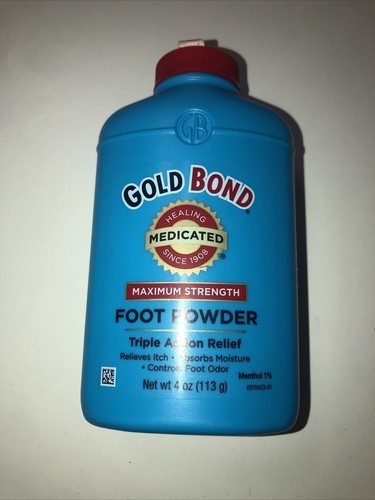 GB
GOLD BOND®
HEALING
MEDICATED®
SINCE 1908
MAXIMUM STRENGTH
FOOT POWDER
Triple Action Relief
Relieves Itch • Absorbs Moisture
• Controls Foot Odor
Menthol 1%
Net wt 4 oz (113 g)